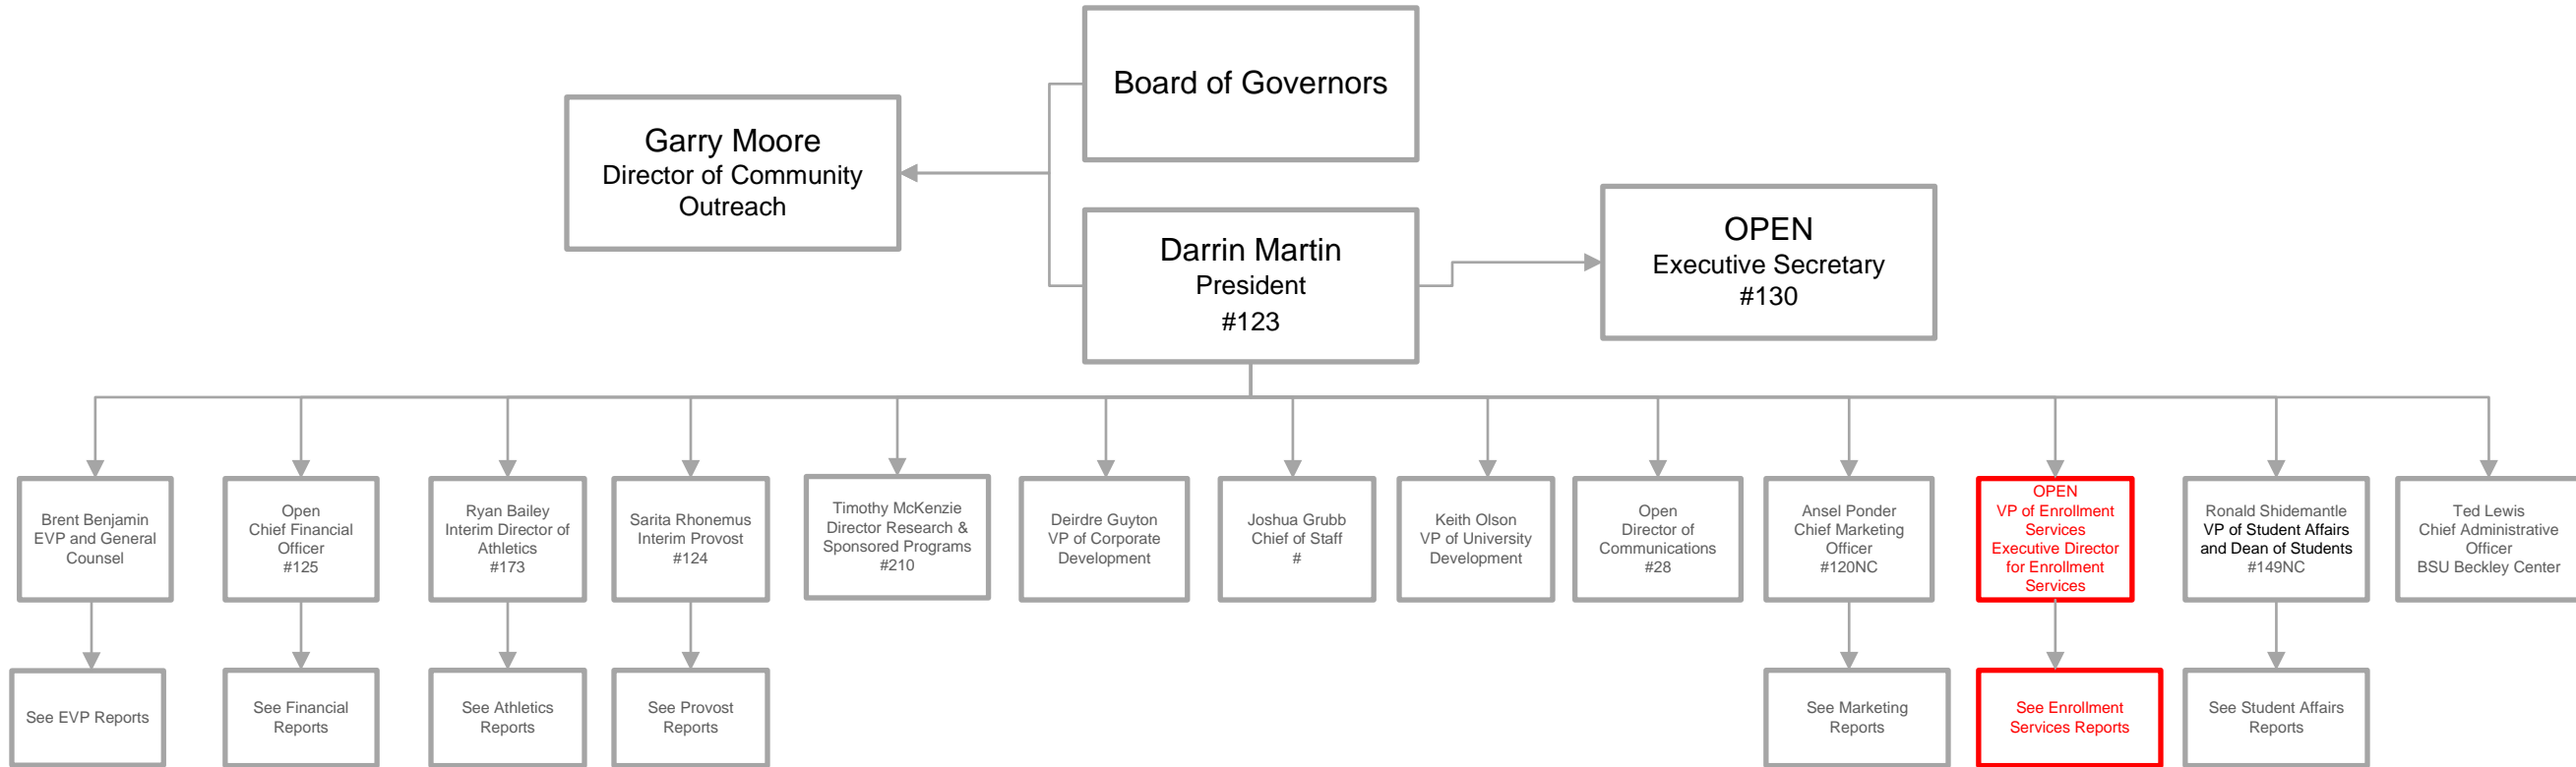 Board of Governors
Garry Moore
Director of Community
Outreach
Darrin Martin
President
#123
OPEN
Executive Secretary
#130
Brent Benjamin
EVP and General
Counsel
Open
Chief Financial
Officer
#125
Ryan Bailey
Interim Director of
Athletics
#173
Sarita Rhonemus
Interim Provost
#124
Timothy McKenzie
Director Research &
Sponsored Programs
#210
Deirdre Guyton
VP of Corporate
Development
Joshua Grubb
Chief of Staff
#
Keith Olson
VP of University
Development
Open
Director of
Communications
#28
Ansel Ponder
Chief Marketing
Officer
#120NC
OPEN
VP of Enrollment
Services
Executive Director
for Enrollment
Services
Ronald Shidemantle
VP of Student Affairs
and Dean of Students
#149NC
Ted Lewis
Chief Administrative
Officer
BSU Beckley Center
See EVP Reports
See Financial
Reports
See Athletics
Reports
See Provost
Reports
See Marketing
Reports
See Enrollment
Services Reports
See Student Affairs
Reports